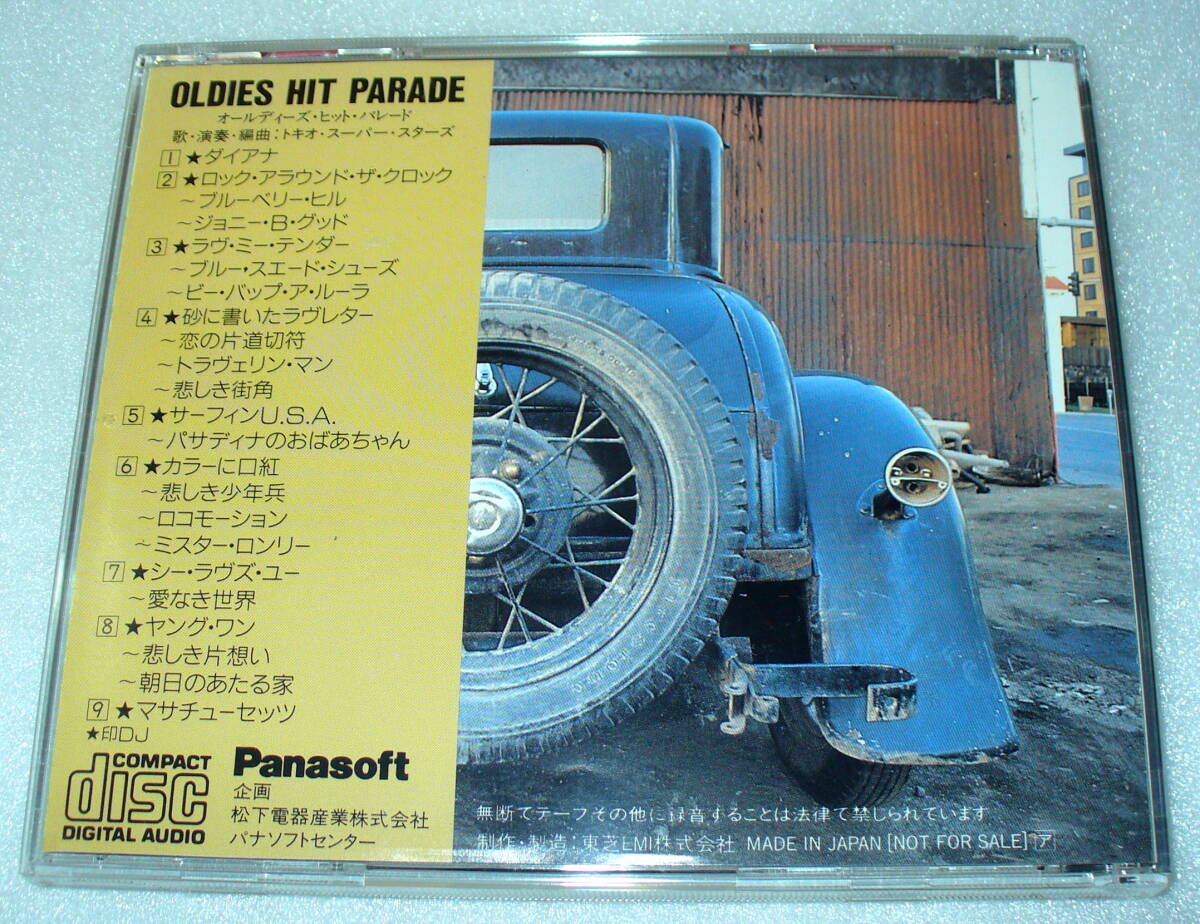 OLDIES HIT PARADE
オールディーズ・ヒット・パレード
歌・演奏・編曲:トキオ・スーパー・スターズ
1 ★ダイアナ
2 ★ロック・アラウンド・ザ・クロック
~ブルーベリー・ヒル
~ジョニー・B・グッド
3 ★ラヴ・ミー・テンダー
~ブルー・スエード・シューズ
~ビー・バップ・ア・ルーラ
4 ★砂に書いたラヴレター
~恋の片道切符
~トラヴェリン・マン
~悲しき街角
5 ★サーフィンU.S.A.
~パサディナのおばあちゃん
6 ★カラーに口紅
~悲しき少年兵
~ロコモーション
~ミスター・ロンリー
7 ★シー・ラヴズ・ユー
~愛なき世界
8 ★ヤング・ワン
~悲しき片想い
~朝日のあたる家
9 ★マサチューセッツ
★印DJ
COMPACT
disc
DIGITAL AUDIO
Panasoft
企画
松下電器産業株式会社
パナソフトセンター
無断でテープその他に録音することは法律で禁じられています
制作・製造:東芝EMI株式会社 MADE IN JAPAN [NOT FOR SALE] [ア]